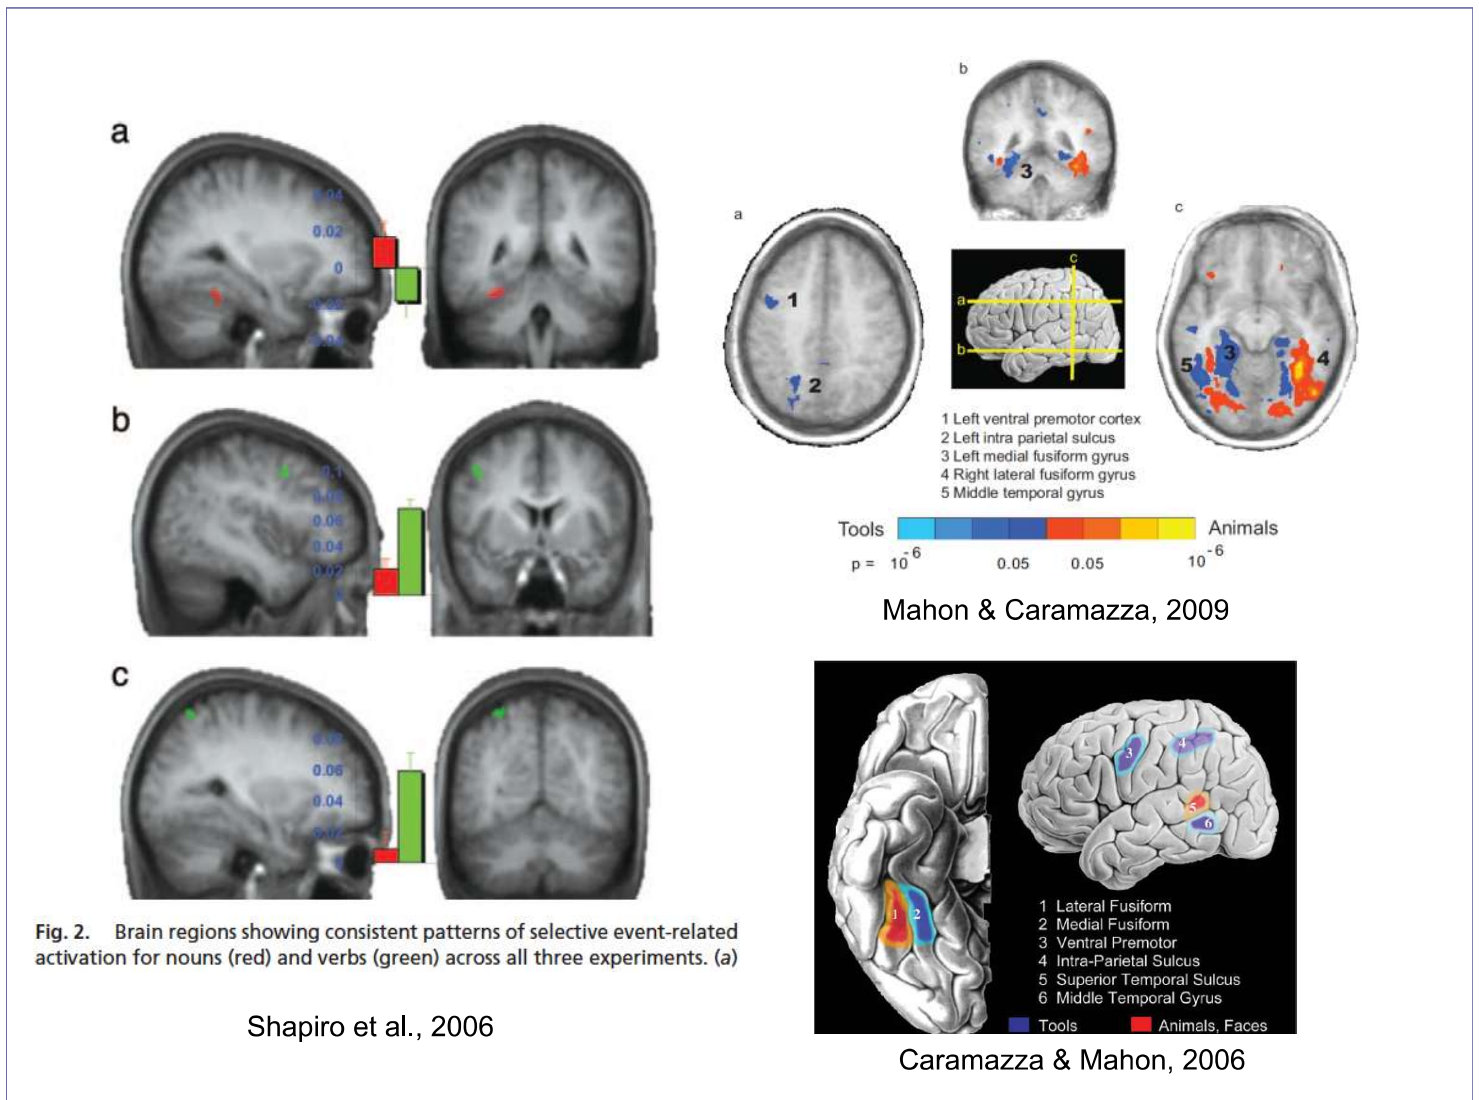 a
0.04
0.02
0
b
0.1
0.06
0.04
0.02
c
0.06
0.04
0.02
Fig. 2. Brain regions showing consistent patterns of selective event-related
activation for nouns (red) and verbs (green) across all three experiments. (a)
Shapiro et al., 2006
b
3
a
1
2
c
a
b
c
5
3
4
1 Left ventral premotor cortex
2 Left intra parietal sulcus
3 Left medial fusiform gyrus
4 Right lateral fusiform gyrus
5 Middle temporal gyrus
Tools Animals
p = 10-6 0.05 0.05 10-6
Mahon & Caramazza, 2009
1 2
3
4
5
6
1 Lateral Fusiform
2 Medial Fusiform
3 Ventral Premotor
4 Intra-Parietal Sulcus
5 Superior Temporal Sulcus
6 Middle Temporal Gyrus
Tools Animals, Faces
Caramazza & Mahon, 2006